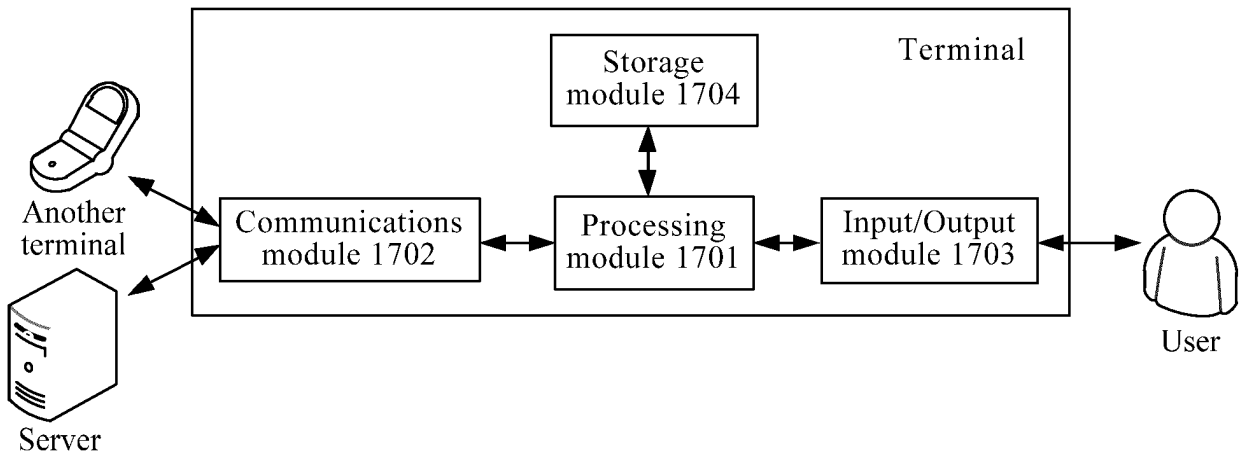 Terminal
Storage
module 1704
Another
terminal
Communications
module 1702
Processing
module 1701
Input/Output
module 1703
User
Server